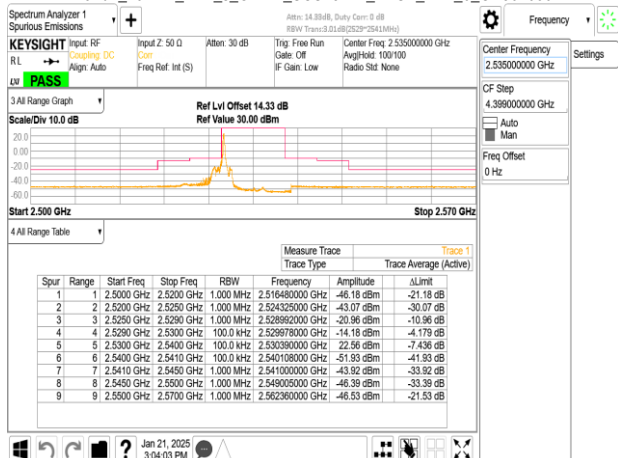 Spectrum Analyzer 1
Spurious Emissions
Atten: 14.33dB, Duty Corr: 0 dB
RBW Trans:3.01dB(2529~2541MHz)
Frequency
KEYSIGHT
RL
LXI PASS
Input: RF
Coupling: DC
Align: Auto
Input Z: 50 Ω
Corr
Freq Ref: Int (S)
Atten: 30 dB
Trig: Free Run
Gate: Off
IF Gain: Low
Center Freq: 2.535000000 GHz
Avg|Hold: 100/100
Radio Std: None
Center Frequency
2.535000000 GHz
Settings
CF Step
4.399000000 GHz
Auto
Man
Freq Offset
0 Hz
3 All Range Graph
Scale/Div 10.0 dB
Ref Lvl Offset 14.33 dB
Ref Value 30.00 dBm
20.0
0.00
-20.0
-40.0
-60.0
Start 2.500 GHz
Stop 2.570 GHz
4 All Range Table
Measure Trace Trace 1
Trace Type Trace Average (Active)
Spur Range Start Freq Stop Freq RBW Frequency Amplitude ΔLimit
1 1 2.5000 GHz 2.5200 GHz 1.000 MHz 2.516480000 GHz -46.18 dBm -21.18 dB
2 2 2.5200 GHz 2.5250 GHz 1.000 MHz 2.524325000 GHz -43.07 dBm -30.07 dB
3 3 2.5250 GHz 2.5290 GHz 1.000 MHz 2.528992000 GHz -20.96 dBm -10.96 dB
4 4 2.5290 GHz 2.5300 GHz 100.0 kHz 2.529978000 GHz -14.18 dBm -4.179 dB
5 5 2.5300 GHz 2.5400 GHz 100.0 kHz 2.530390000 GHz 22.56 dBm -7.436 dB
6 6 2.5400 GHz 2.5410 GHz 100.0 kHz 2.540108000 GHz -51.93 dBm -41.93 dB
7 7 2.5410 GHz 2.5450 GHz 1.000 MHz 2.541000000 GHz -43.92 dBm -33.92 dB
8 8 2.5450 GHz 2.5500 GHz 1.000 MHz 2.549005000 GHz -46.39 dBm -33.39 dB
9 9 2.5500 GHz 2.5700 GHz 1.000 MHz 2.562360000 GHz -46.53 dBm -21.53 dB
Jan 21, 2025
3:04:03 PM